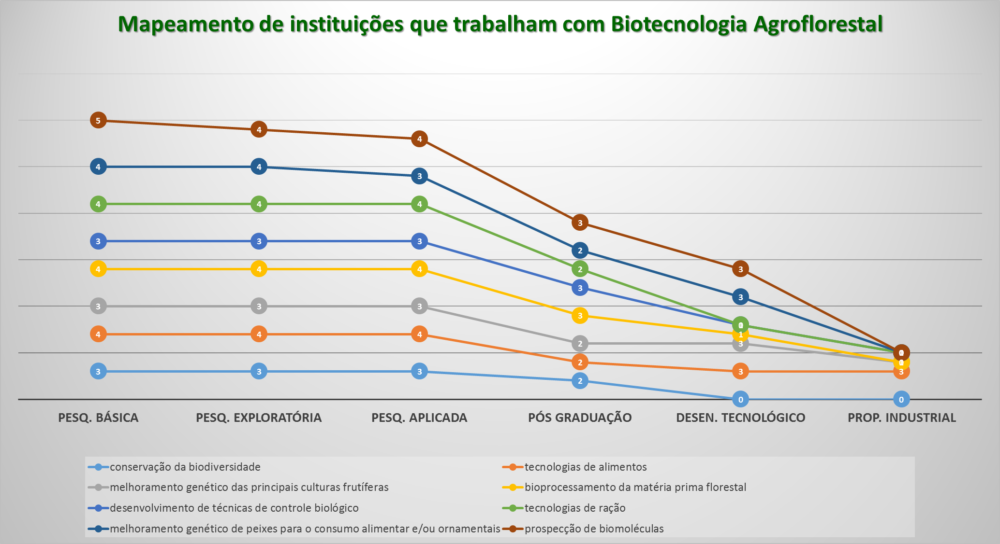 Mapeamento de instituições que trabalham com Biotecnologia Agroflorestal
5 4 4 3 3
4 4 3 2 3
4 4 4 2
3 3 3 3
4 4 4 3 1
3 3 3 2 3
4 4 4 2 3 3
3 3 3 2 0 0
PESQ. BÁSICA PESQ. EXPLORATÓRIA PESQ. APLICADA PÓS GRADUAÇÃO DESEN. TECNOLÓGICO PROP. INDUSTRIAL
conservação da biodiversidade tecnologias de alimentos
melhoramento genético das principais culturas frutíferas bioprocessamento da matéria prima florestal
desenvolvimento de técnicas de controle biológico tecnologias de ração
melhoramento genético de peixes para o consumo alimentar e/ou ornamentais prospecção de biomoléculas